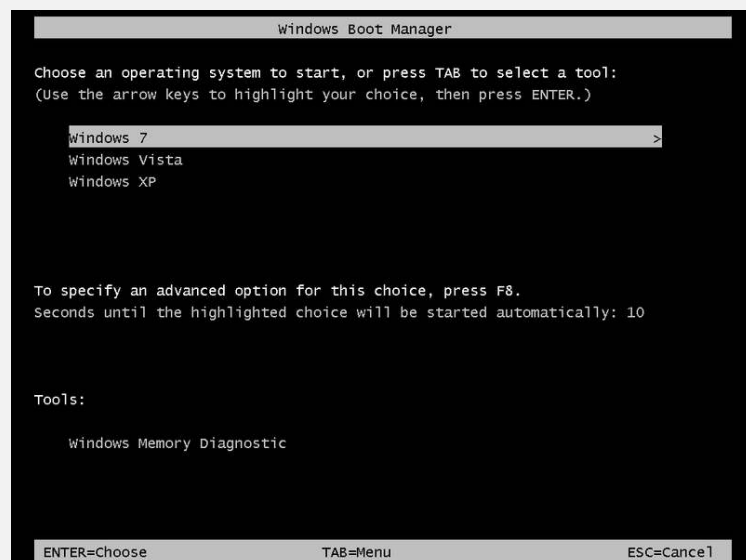 Windows Boot Manager
Choose an operating system to start, or press TAB to select a tool:
(Use the arrow keys to highlight your choice, then press ENTER.)
Windows 7 >
Windows Vista
Windows XP
To specify an advanced option for this choice, press F8.
Seconds until the highlighted choice will be started automatically: 10
Tools:
Windows Memory Diagnostic
ENTER=Choose TAB=Menu ESC=Cancel